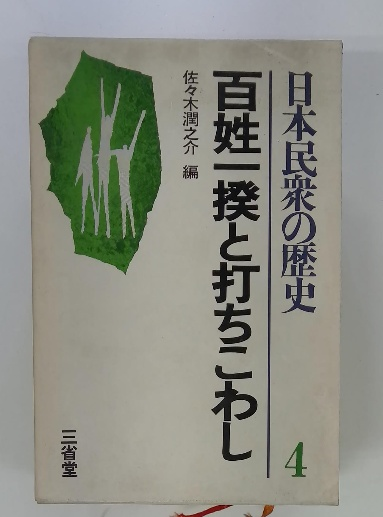 日本民衆の歴史 4
百姓一揆と打ちこわし
佐々木潤之介 編
三省堂